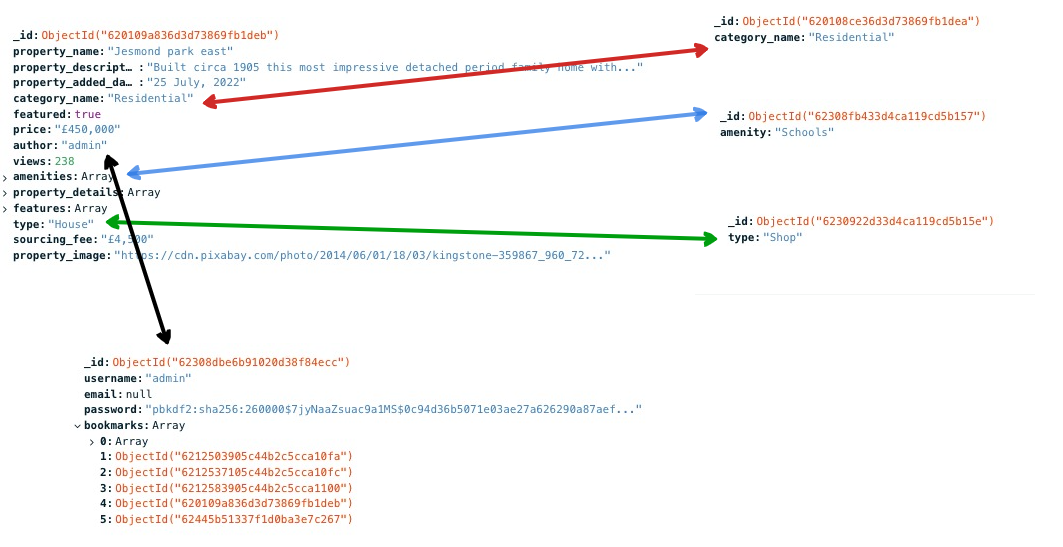 _id: ObjectId("620109a836d3d73869fb1deb")
property_name: "Jesmond park east"
property_descript… : "Built circa 1905 this most impressive detached period family home with..."
property_added_da… : "25 July, 2022"
category_name: "Residential"
featured: true
price: "£450,000"
author: "admin"
views: 238
amenities: Array
property_details: Array
features: Array
type: "House"
sourcing_fee: "£4,500"
property_image: "https://cdn.pixabay.com/photo/2014/06/01/18/03/kingstone-359867_960_72..."
_id: ObjectId("620108ce36d3d73869fb1dea")
category_name: "Residential"
_id: ObjectId("62308fb433d4ca119cd5b157")
amenity: "Schools"
_id: ObjectId("6230922d33d4ca119cd5b15e")
type: "Shop"
_id: ObjectId("62308dbe6b91020d38f84ecc")
username: "admin"
email: null
password: "pbkdf2:sha256:260000$7jyNaaZsuac9a1MS$0c94d36b5071e03ae27a626290a87aef..."
bookmarks: Array
0: Array
1: ObjectId("6212503905c44b2c5cca10fa")
2: ObjectId("6212537105c44b2c5cca10fc")
3: ObjectId("6212583905c44b2c5cca1100")
4: ObjectId("620109a836d3d73869fb1deb")
5: ObjectId("62445b51337f1d0ba3e7c267")